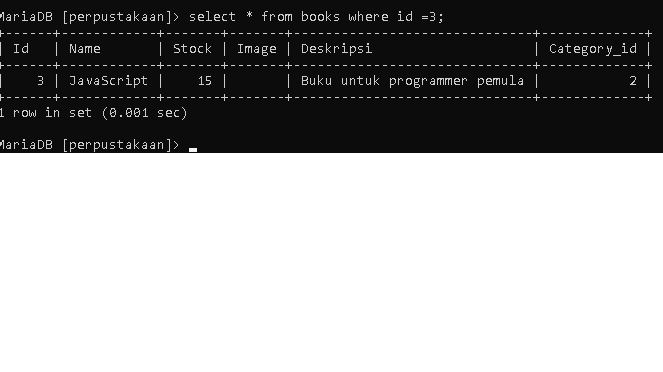 MariaDB [perpustakaan]> select * from books where id =3;
+----+------------+-------+-------+------------------------------+-------------+
| Id | Name | Stock | Image | Deskripsi | Category_id |
+----+------------+-------+-------+------------------------------+-------------+
| 3 | JavaScript | 15 | | Buku untuk programmer pemula | 2 |
+----+------------+-------+-------+------------------------------+-------------+
1 row in set (0.001 sec)
MariaDB [perpustakaan]>